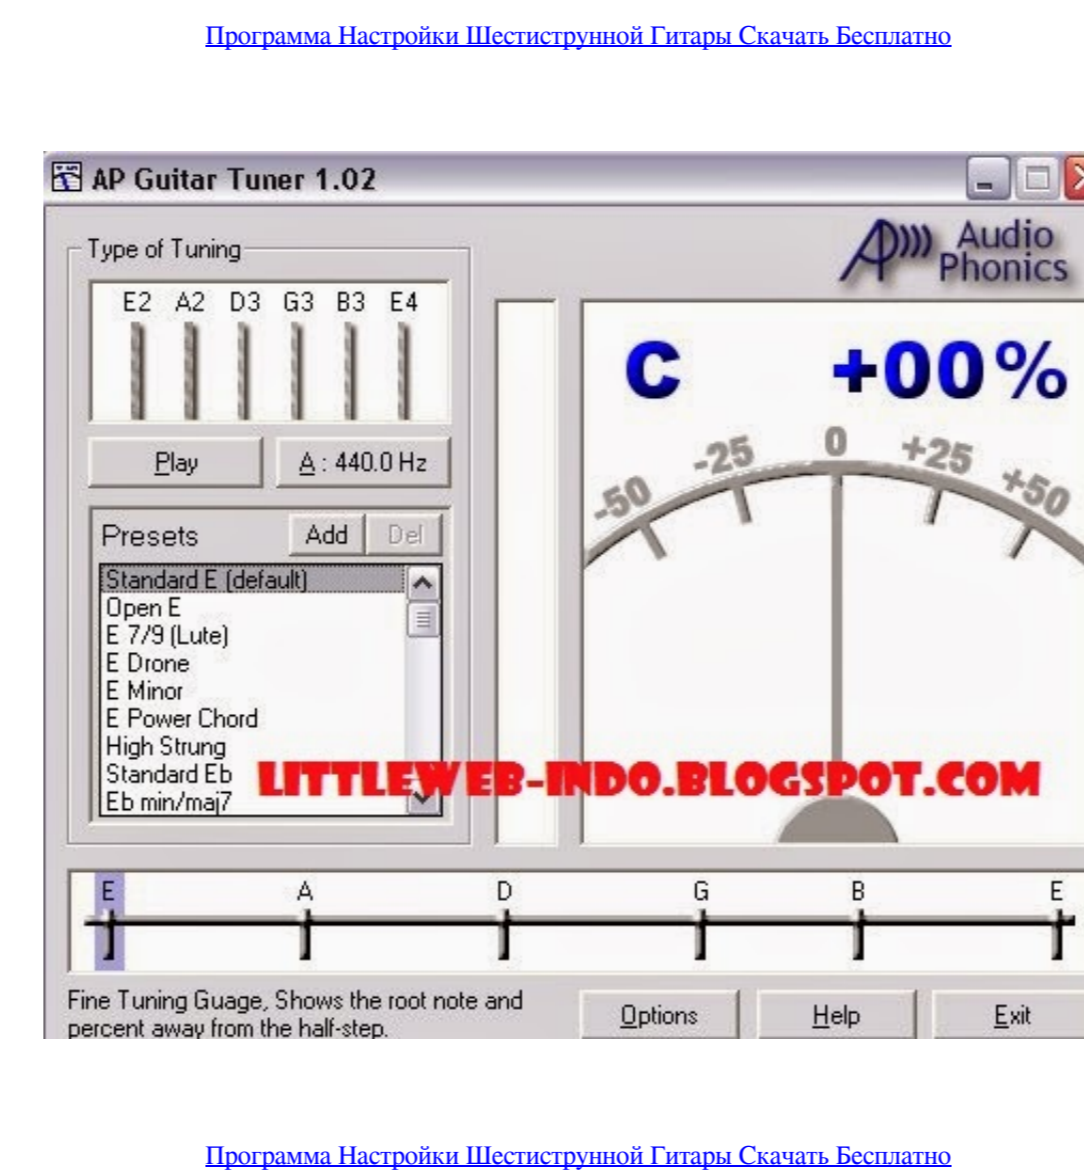 Программа Настройки Шестиструнной Гитары Скачать Бесплатно
AP Guitar Tuner 1.02
Audio
Phonics
Type of Tuning
E2 A2 D3 G3 B3 E4
Play
A : 440.0 Hz
Presets
Add
Del
Standard E (default)
Open E
E 7/9 (Lute)
E Drone
E Minor
E Power Chord
High Strung
Standard Eb
Eb min/maj7
C +00%
-50 -25 0 +25 +50
LITTLEWEB-INDO.BLOGSPOT.COM
E A D G B E
Fine Tuning Guage, Shows the root note and
percent away from the half-step.
Options
Help
Exit
Программа Настройки Шестиструнной Гитары Скачать Бесплатно